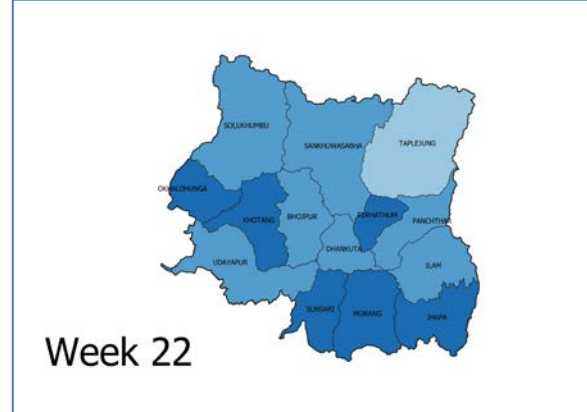 SOLUKHUMBU
SANKHUWASABHA
TAPLEJUNG
OKHALDHUNGA
KHOTANG
BHOJPUR
TERHATHUM
PANCHTHAR
DHANKUTA
UDAYAPUR
ILAM
SUNSARI
MORANG
JHAPA
Week 22